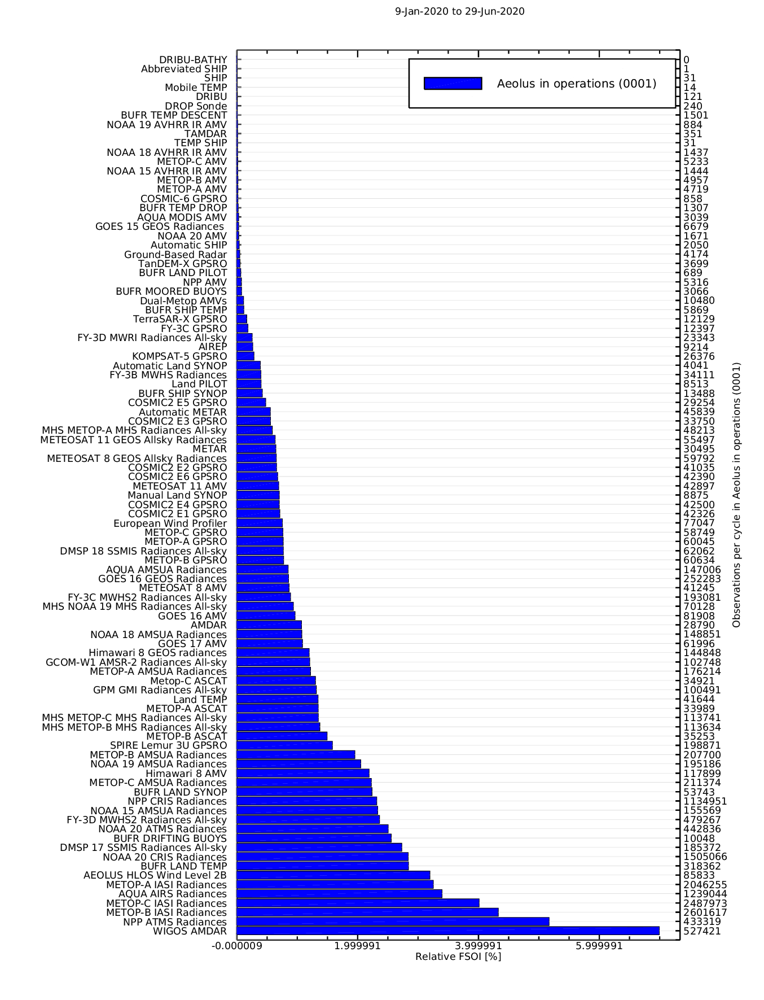 9-Jan-2020 to 29-Jun-2020
Aeolus in operations (0001)
DRIBU-BATHY 0
Abbreviated SHIP 1
SHIP 31
Mobile TEMP 14
DRIBU 121
DROP Sonde 240
BUFR TEMP DESCENT 1501
NOAA 19 AVHRR IR AMV 884
TAMDAR 351
TEMP SHIP 31
NOAA 18 AVHRR IR AMV 1437
METOP-C AMV 5233
NOAA 15 AVHRR IR AMV 1444
METOP-B AMV 4957
METOP-A AMV 4719
COSMIC-6 GPSRO 858
BUFR TEMP DROP 1307
AQUA MODIS AMV 3039
GOES 15 GEOS Radiances 6679
NOAA 20 AMV 1671
Automatic SHIP 2050
Ground-Based Radar 4174
TanDEM-X GPSRO 3699
BUFR LAND PILOT 689
NPP AMV 5316
BUFR MOORED BUOYS 3066
Dual-Metop AMVs 10480
BUFR SHIP TEMP 5869
TerraSAR-X GPSRO 12129
FY-3C GPSRO 12397
FY-3D MWRI Radiances All-sky 23343
AIREP 9214
KOMPSAT-5 GPSRO 26376
Automatic Land SYNOP 4041
FY-3B MWHS Radiances 34111
Land PILOT 8513
BUFR SHIP SYNOP 13488
COSMIC2 E5 GPSRO 29254
Automatic METAR 45839
COSMIC2 E3 GPSRO 33750
MHS METOP-A MHS Radiances All-sky 48213
METEOSAT 11 GEOS Allsky Radiances 55497
METAR 30495
METEOSAT 8 GEOS Allsky Radiances 59792
COSMIC2 E2 GPSRO 41035
COSMIC2 E6 GPSRO 42390
METEOSAT 11 AMV 42897
Manual Land SYNOP 8875
COSMIC2 E4 GPSRO 42500
COSMIC2 E1 GPSRO 42326
European Wind Profiler 77047
METOP-C GPSRO 58749
METOP-A GPSRO 60045
DMSP 18 SSMIS Radiances All-sky 62062
METOP-B GPSRO 60634
AQUA AMSUA Radiances 147006
GOES 16 GEOS Radiances 252283
METEOSAT 8 AMV 41245
FY-3C MWHS2 Radiances All-sky 193081
MHS NOAA 19 MHS Radiances All-sky 70128
GOES 16 AMV 81908
AMDAR 28790
NOAA 18 AMSUA Radiances 148851
GOES 17 AMV 61996
Himawari 8 GEOS radiances 144848
GCOM-W1 AMSR-2 Radiances All-sky 102748
METOP-A AMSUA Radiances 176214
Metop-C ASCAT 34921
GPM GMI Radiances All-sky 100491
Land TEMP 41644
METOP-A ASCAT 33989
MHS METOP-C MHS Radiances All-sky 113741
MHS METOP-B MHS Radiances All-sky 113634
METOP-B ASCAT 35253
SPIRE Lemur 3U GPSRO 198871
METOP-B AMSUA Radiances 207700
NOAA 19 AMSUA Radiances 195186
Himawari 8 AMV 117899
METOP-C AMSUA Radiances 211374
BUFR LAND SYNOP 53743
NPP CRIS Radiances 1134951
NOAA 15 AMSUA Radiances 155569
FY-3D MWHS2 Radiances All-sky 479267
NOAA 20 ATMS Radiances 442836
BUFR DRIFTING BUOYS 10048
DMSP 17 SSMIS Radiances All-sky 185372
NOAA 20 CRIS Radiances 1505066
BUFR LAND TEMP 318362
AEOLUS HLOS Wind Level 2B 85833
METOP-A IASI Radiances 2046255
AQUA AIRS Radiances 1239044
METOP-C IASI Radiances 2487973
METOP-B IASI Radiances 2601617
NPP ATMS Radiances 433319
WIGOS AMDAR 527421
-0.000009 1.999991 3.999991 5.999991
Relative FSOI [%]
Observations per cycle in Aeolus in operations (0001)